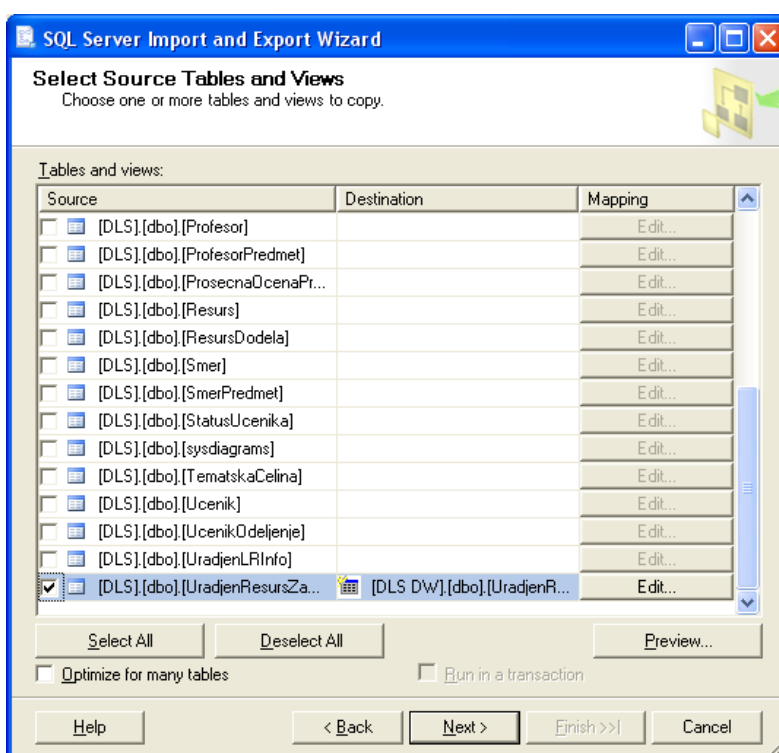 SQL Server Import and Export Wizard
Select Source Tables and Views
Choose one or more tables and views to copy.
Tables and views:
Source Destination Mapping
[DLS].[dbo].[Profesor] Edit...
[DLS].[dbo].[ProfesorPredmet] Edit...
[DLS].[dbo].[ProsecnaOcenaPr... Edit...
[DLS].[dbo].[Resurs] Edit...
[DLS].[dbo].[ResursDodela] Edit...
[DLS].[dbo].[Smer] Edit...
[DLS].[dbo].[SmerPredmet] Edit...
[DLS].[dbo].[StatusUcenika] Edit...
[DLS].[dbo].[sysdiagrams] Edit...
[DLS].[dbo].[TematskaCelina] Edit...
[DLS].[dbo].[Ucenik] Edit...
[DLS].[dbo].[UcenikOdeljenje] Edit...
[DLS].[dbo].[UradjenLRInfo] Edit...
[DLS].[dbo].[UradjenResursZa... [DLS DW].[dbo].[UradjenR... Edit...
Select All Deselect All Preview...
Optimize for many tables Run in a transaction
Help < Back Next > Finish >>| Cancel